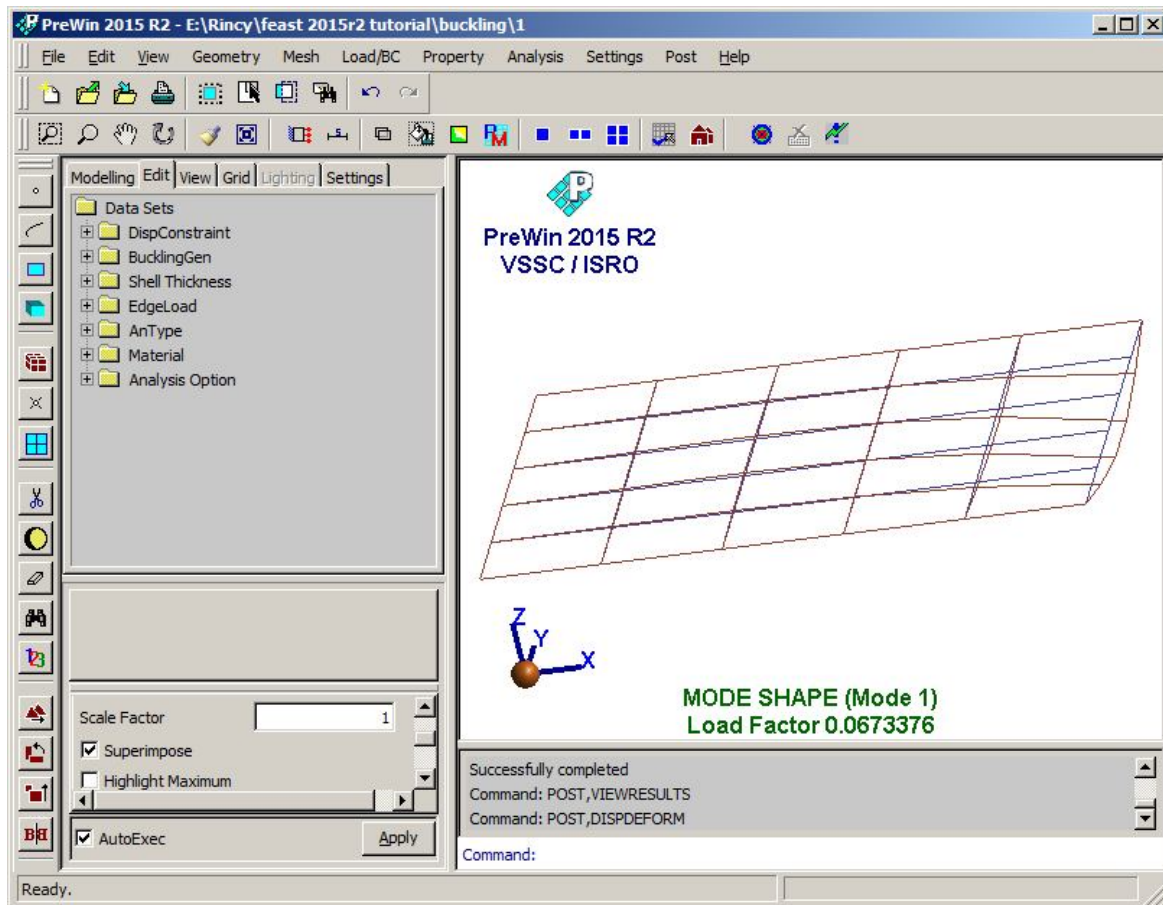 PreWin 2015 R2 - E:\Rincy\feast 2015r2 tutorial\buckling\1
File Edit View Geometry Mesh Load/BC Property Analysis Settings Post Help
Modelling Edit View Grid Lighting Settings
Data Sets
DispConstraint
BucklingGen
Shell Thickness
EdgeLoad
AnType
Material
Analysis Option
PreWin 2015 R2
VSSC / ISRO
Z
Y
X
MODE SHAPE (Mode 1)
Load Factor 0.0673376
Scale Factor 1
Superimpose
Highlight Maximum
AutoExec Apply
Successfully completed
Command: POST,VIEWRESULTS
Command: POST,DISPDEFORM
Command:
Ready.